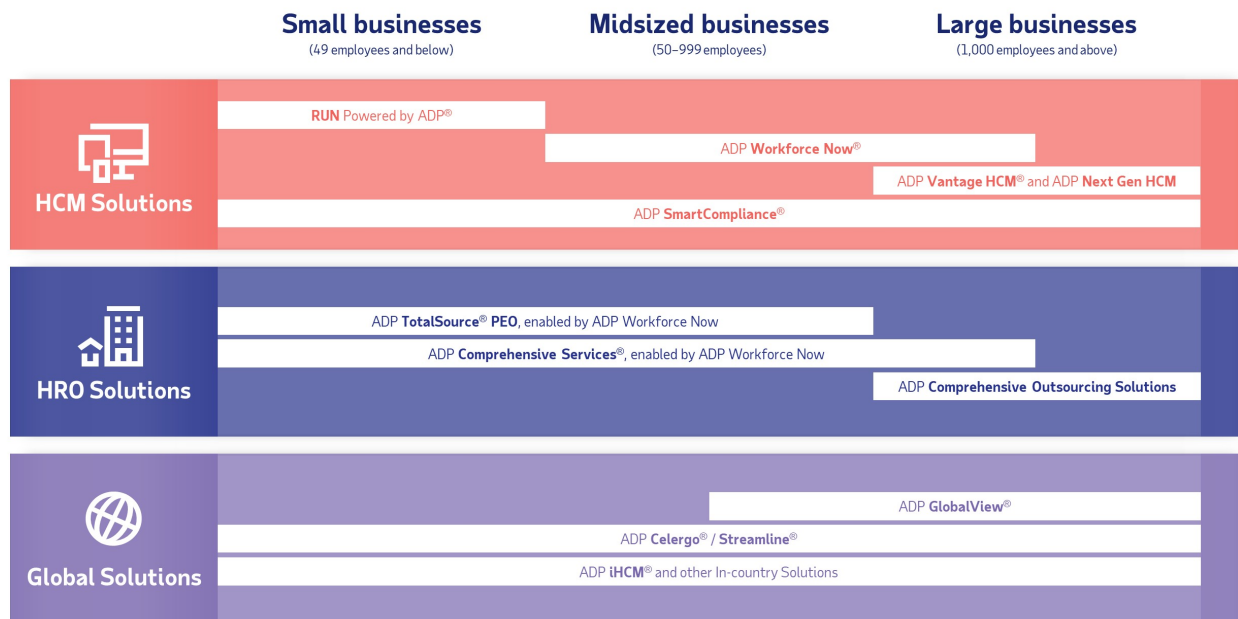 Small businesses
(49 employees and below)
Midsized businesses
(50–999 employees)
Large businesses
(1,000 employees and above)
HCM Solutions
RUN Powered by ADP®
ADP Workforce Now®
ADP Vantage HCM® and ADP Next Gen HCM
ADP SmartCompliance®
HRO Solutions
ADP TotalSource® PEO, enabled by ADP Workforce Now
ADP Comprehensive Services®, enabled by ADP Workforce Now
ADP Comprehensive Outsourcing Solutions
Global Solutions
ADP GlobalView®
ADP Celergo® / Streamline®
ADP iHCM® and other In-country Solutions